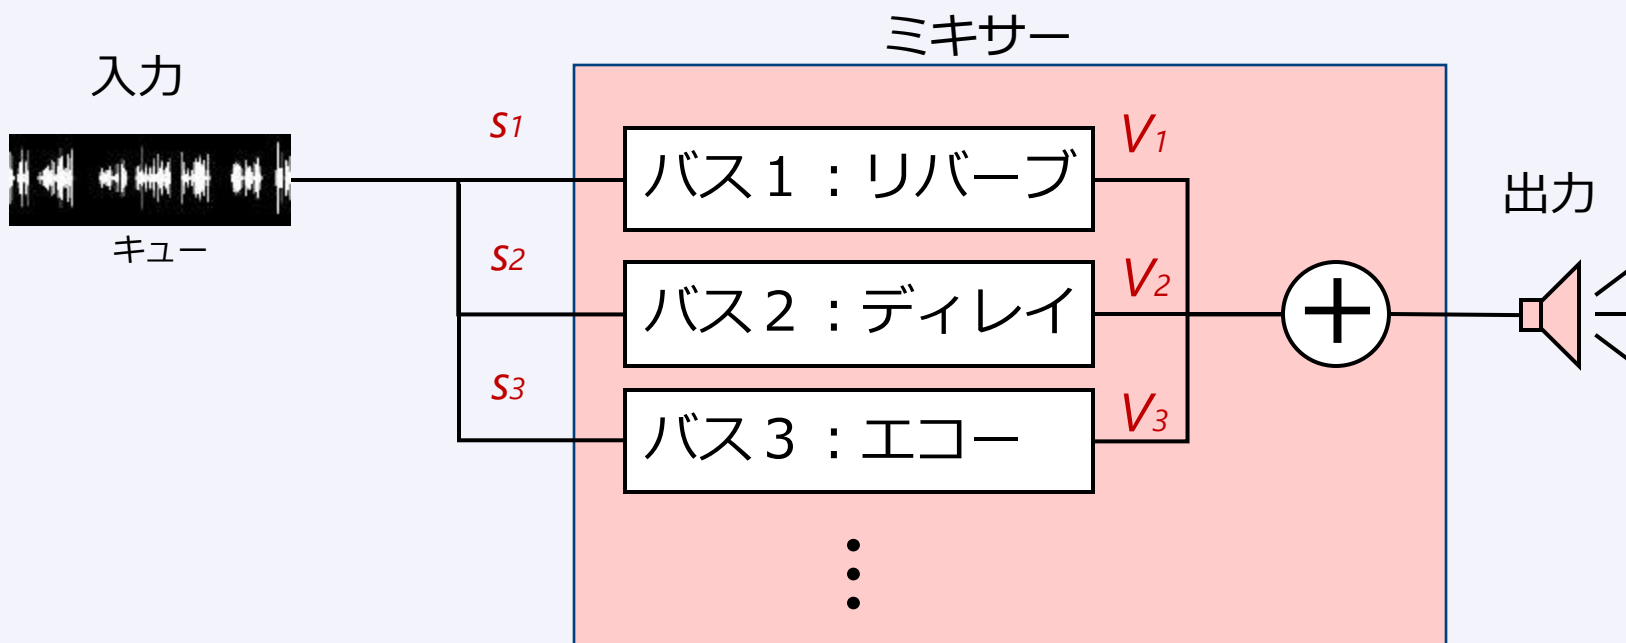 ミキサー
入力
キュー
s1
s2
s3
バス１：リバーブ
バス２：ディレイ
バス３：エコー
V1
V2
V3
+
出力